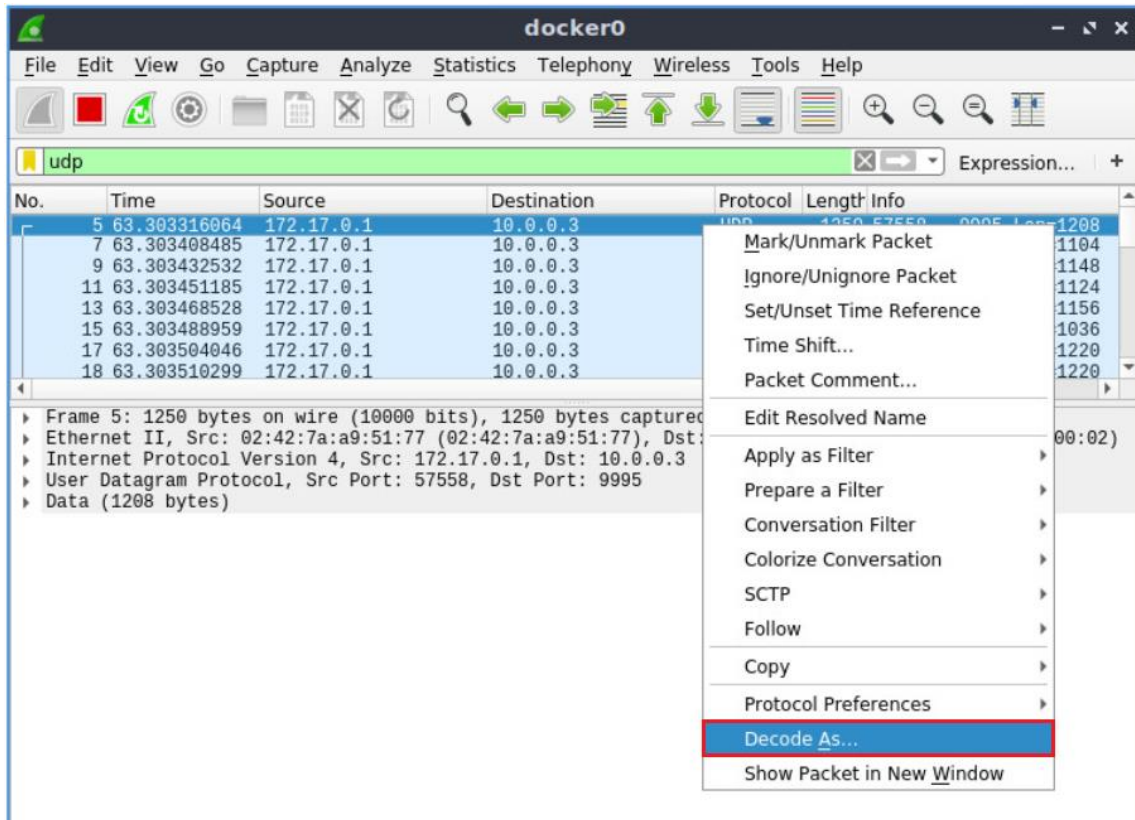 docker0
File Edit View Go Capture Analyze Statistics Telephony Wireless Tools Help
udp Expression... +
No. Time Source Destination Protocol Length Info
5 63.303316064 172.17.0.1 10.0.0.3 UDP 1250 57558 9995 Len=1208
7 63.303408485 172.17.0.1 10.0.0.3 =1104
9 63.303432532 172.17.0.1 10.0.0.3 =1148
11 63.303451185 172.17.0.1 10.0.0.3 =1124
13 63.303468528 172.17.0.1 10.0.0.3 =1156
15 63.303488959 172.17.0.1 10.0.0.3 =1036
17 63.303504046 172.17.0.1 10.0.0.3 =1220
18 63.303510299 172.17.0.1 10.0.0.3 =1220
Frame 5: 1250 bytes on wire (10000 bits), 1250 bytes captured
Ethernet II, Src: 02:42:7a:a9:51:77 (02:42:7a:a9:51:77), Dst: 00:02)
Internet Protocol Version 4, Src: 172.17.0.1, Dst: 10.0.0.3
User Datagram Protocol, Src Port: 57558, Dst Port: 9995
Data (1208 bytes)
Mark/Unmark Packet
Ignore/Unignore Packet
Set/Unset Time Reference
Time Shift...
Packet Comment...
Edit Resolved Name
Apply as Filter
Prepare a Filter
Conversation Filter
Colorize Conversation
SCTP
Follow
Copy
Protocol Preferences
Decode As...
Show Packet in New Window